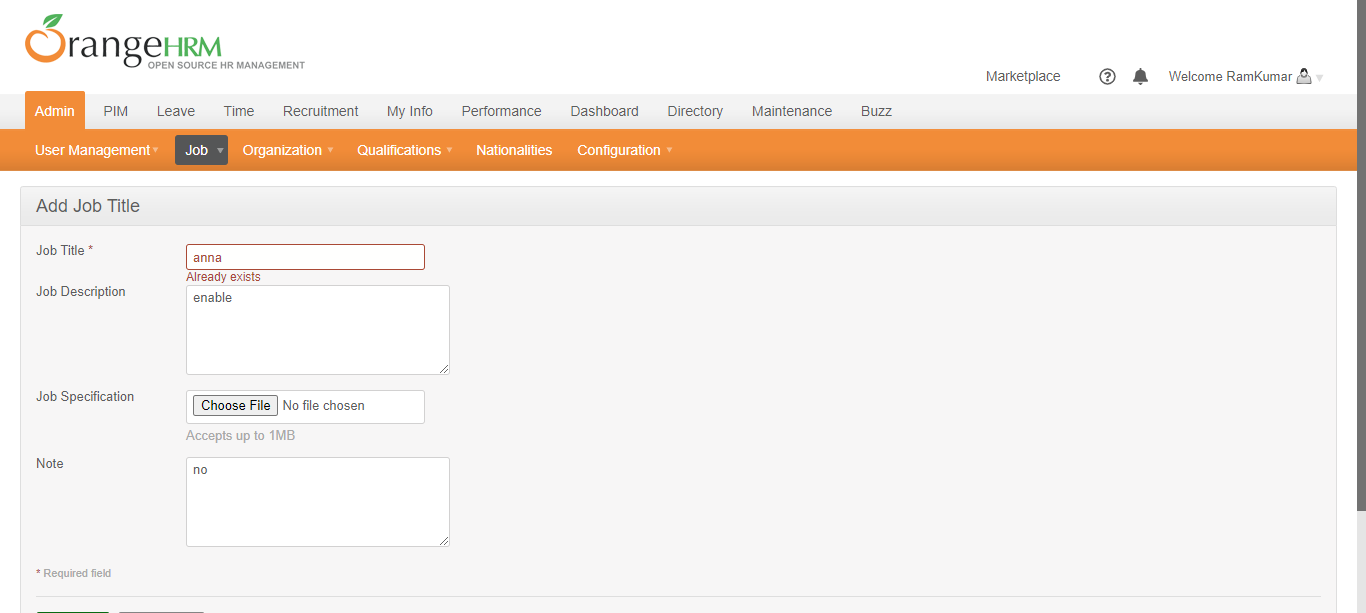 OrangeHRM
OPEN SOURCE HR MANAGEMENT
Marketplace ? Welcome RamKumar
Admin PIM Leave Time Recruitment My Info Performance Dashboard Directory Maintenance Buzz
User Management Job Organization Qualifications Nationalities Configuration
Add Job Title
Job Title * anna
Already exists
Job Description enable
Job Specification Choose File No file chosen
Accepts up to 1MB
Note no
* Required field